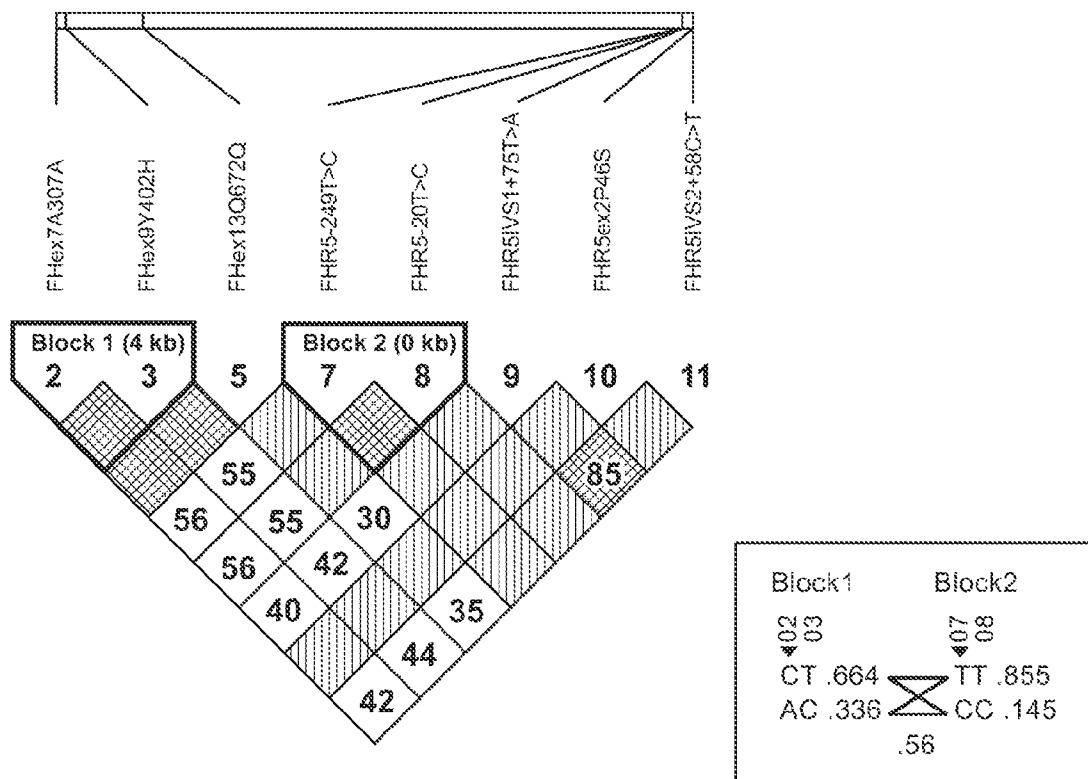 FHex7A307A
FHex9Y402H
FHex13Q672Q
FHR5-249T>C
FHR5-20T>C
FHR5IVS1+75T>A
FHR5ex2P46S
FHR5IVS2+58C>T
Block 1 (4 kb)
Block 2 (0 kb)
2 3 5 7 8 9 10 11
55 85
56 55 30
56 42
40 35
44
42
Block1 Block2
02 03 07 08
CT .664 TT .855
AC .336 CC .145
.56